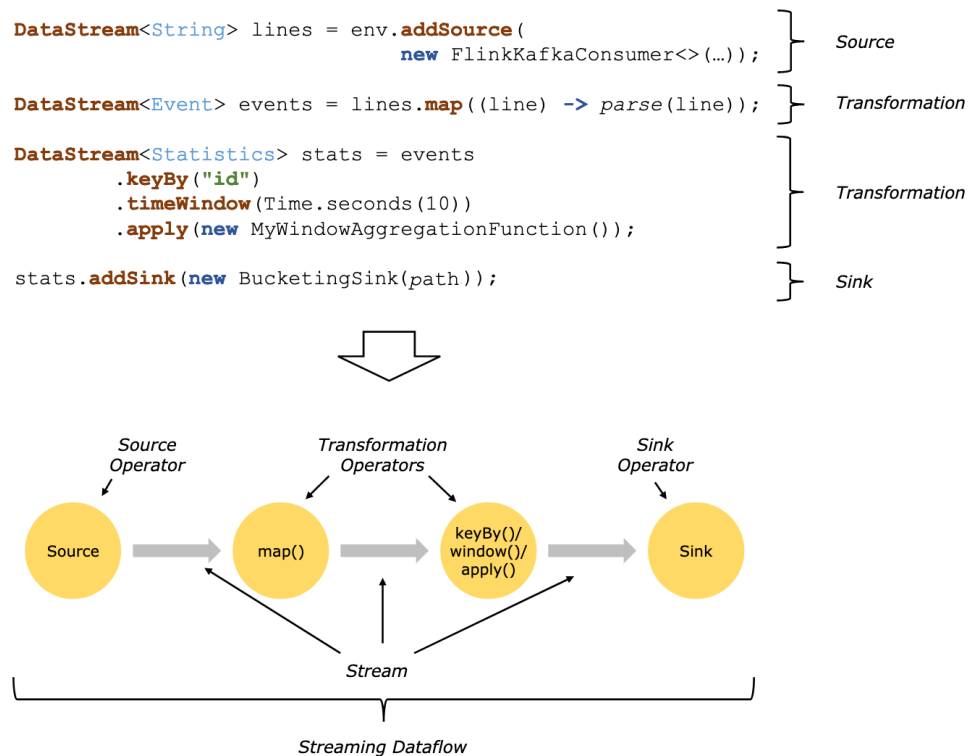 DataStream<String> lines = env.addSource(
new FlinkKafkaConsumer<>(…));
Source
DataStream<Event> events = lines.map((line) -> parse(line));
Transformation
DataStream<Statistics> stats = events
.keyBy("id")
.timeWindow(Time.seconds(10))
.apply(new MyWindowAggregationFunction());
Transformation
stats.addSink(new BucketingSink(path));
Sink
Source
Operator
Transformation
Operators
Sink
Operator
Source
map()
keyBy()/
window()/
apply()
Sink
Stream
Streaming Dataflow